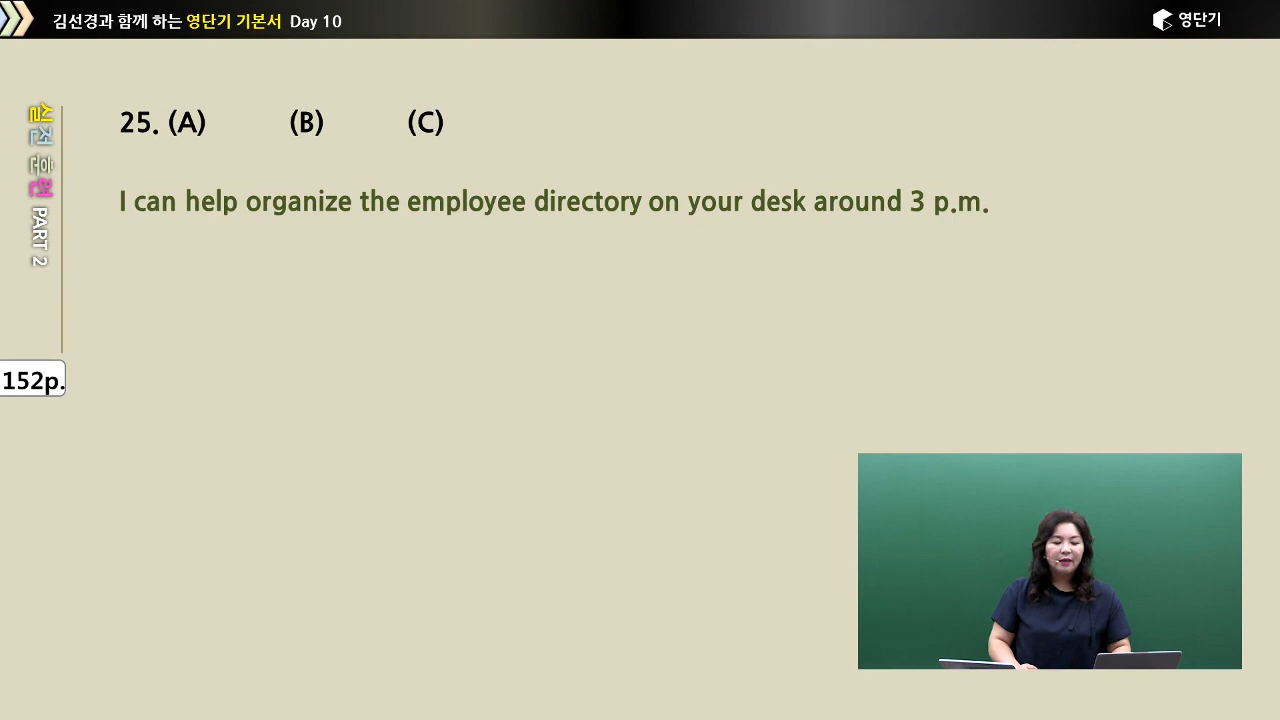 김선경과 함께 하는 영단기 기본서 Day 10
영단기
실전 훈련 PART 2
25. (A) (B) (C)
I can help organize the employee directory on your desk around 3 p.m.
152p.